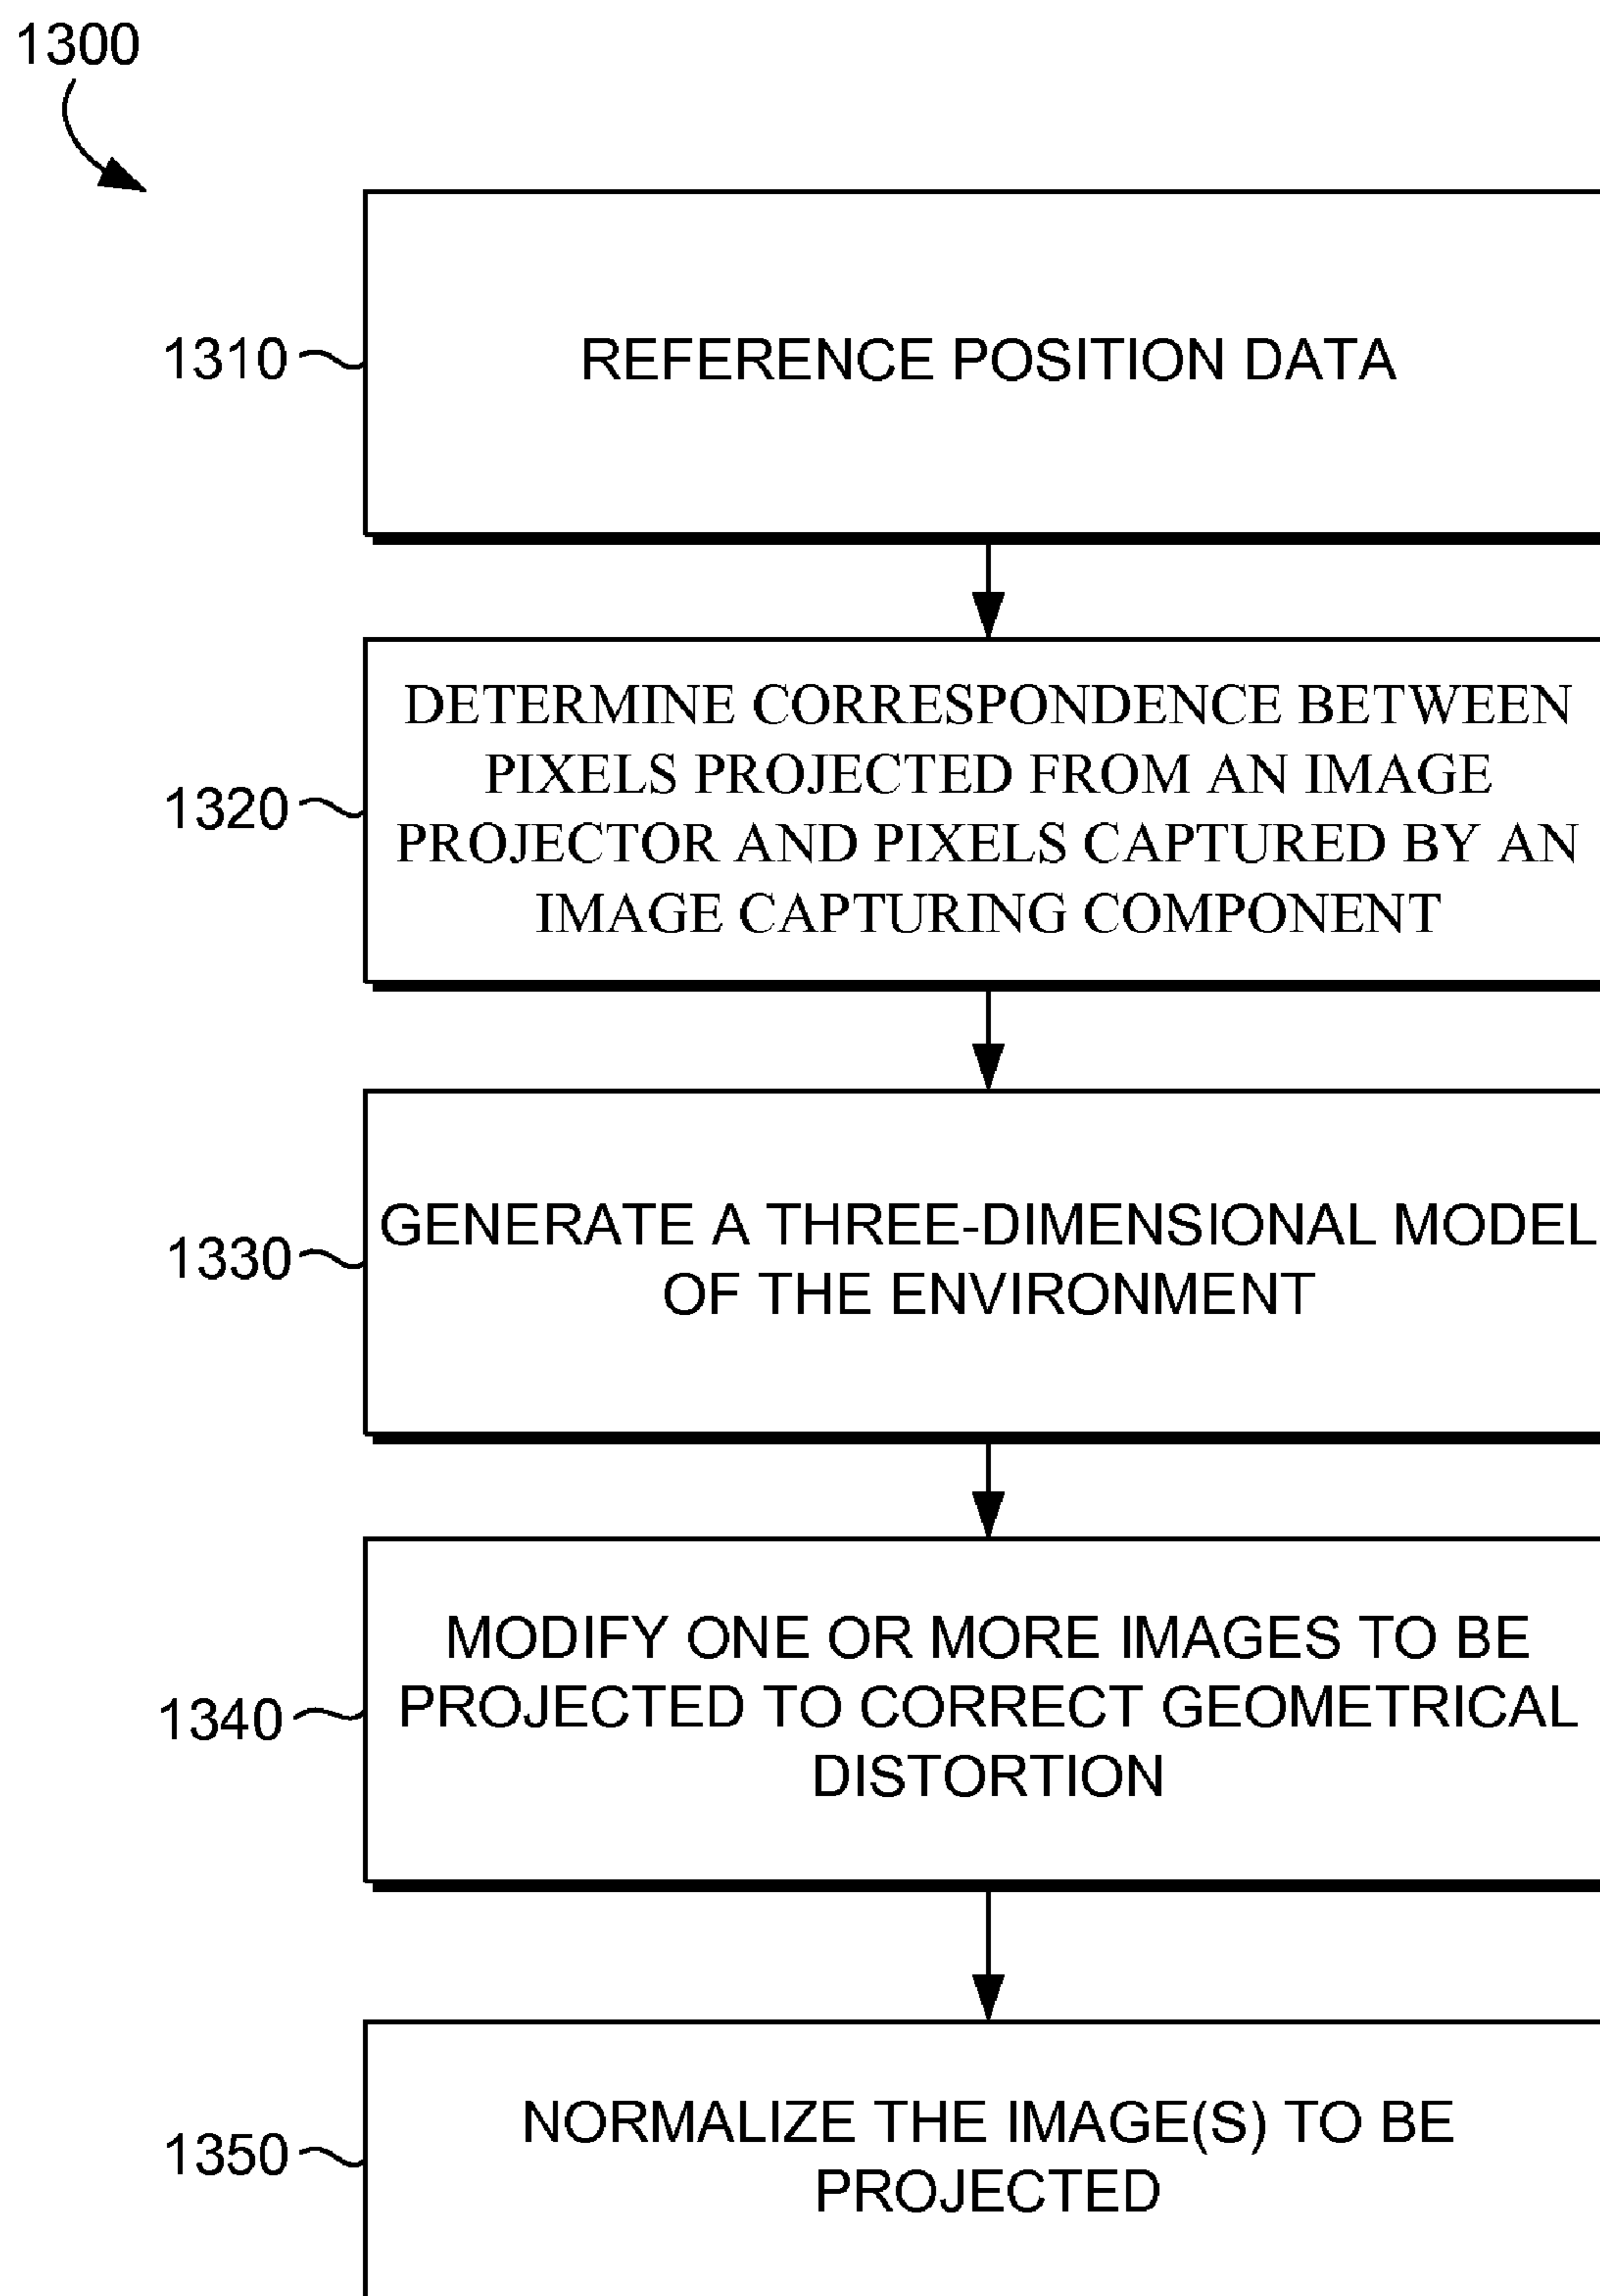 1300
1310
REFERENCE POSITION DATA
1320
DETERMINE CORRESPONDENCE BETWEEN
PIXELS PROJECTED FROM AN IMAGE
PROJECTOR AND PIXELS CAPTURED BY AN
IMAGE CAPTURING COMPONENT
1330
GENERATE A THREE-DIMENSIONAL MODEL
OF THE ENVIRONMENT
1340
MODIFY ONE OR MORE IMAGES TO BE
PROJECTED TO CORRECT GEOMETRICAL
DISTORTION
1350
NORMALIZE THE IMAGE(S) TO BE
PROJECTED